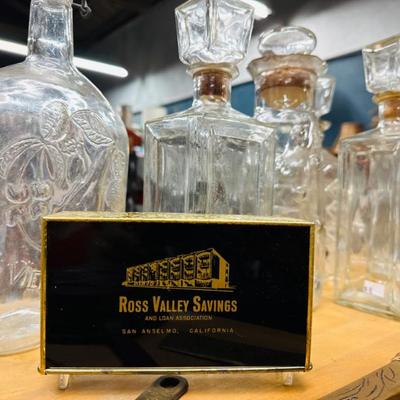 ROSS VALLEY SAVINGS
AND LOAN ASSOCIATION
SAN ANSELMO, CALIFORNIA